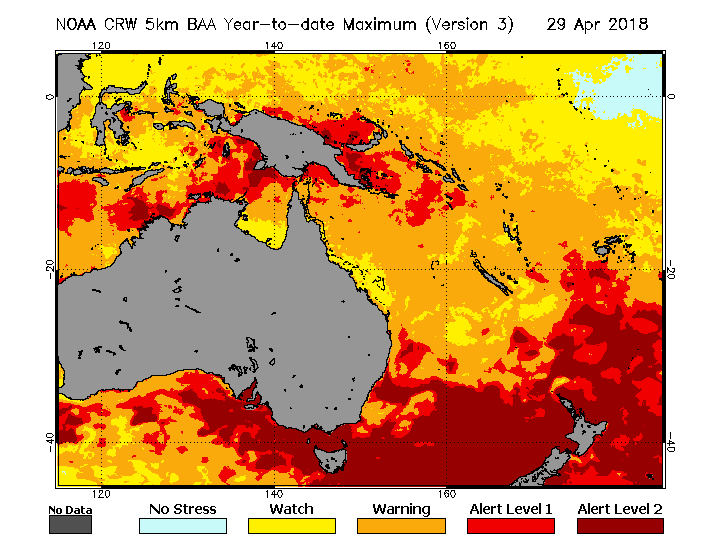 NOAA CRW 5km BAA Year-to-date Maximum (Version 3) 29 Apr 2018
120 140 160
0 0
-20 -20
-40 -40
120 140 160
No Data No Stress Watch Warning Alert Level 1 Alert Level 2